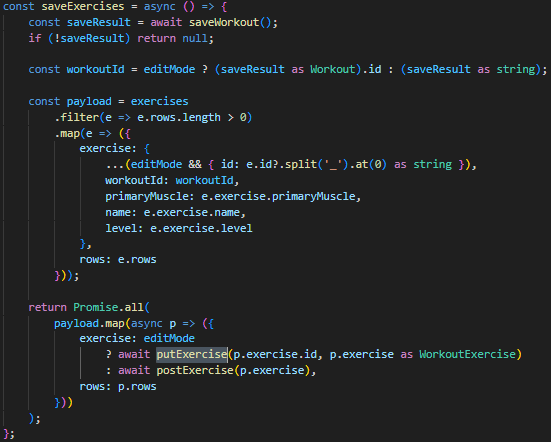 const saveExercises = async () => {
    const saveResult = await saveWorkout();
    if (!saveResult) return null;

    const workoutId = editMode ? (saveResult as Workout).id : (saveResult as string);

    const payload = exercises
        .filter(e => e.rows.length > 0)
        .map(e => ({
            exercise: {
                ...(editMode && { id: e.id?.split('_').at(0) as string }),
                workoutId: workoutId,
                primaryMuscle: e.exercise.primaryMuscle,
                name: e.exercise.name,
                level: e.exercise.level
            },
            rows: e.rows
        }));

    return Promise.all(
        payload.map(async p => ({
            exercise: editMode
                ? await putExercise(p.exercise.id, p.exercise as WorkoutExercise)
                : await postExercise(p.exercise),
            rows: p.rows
        }))
    );
};